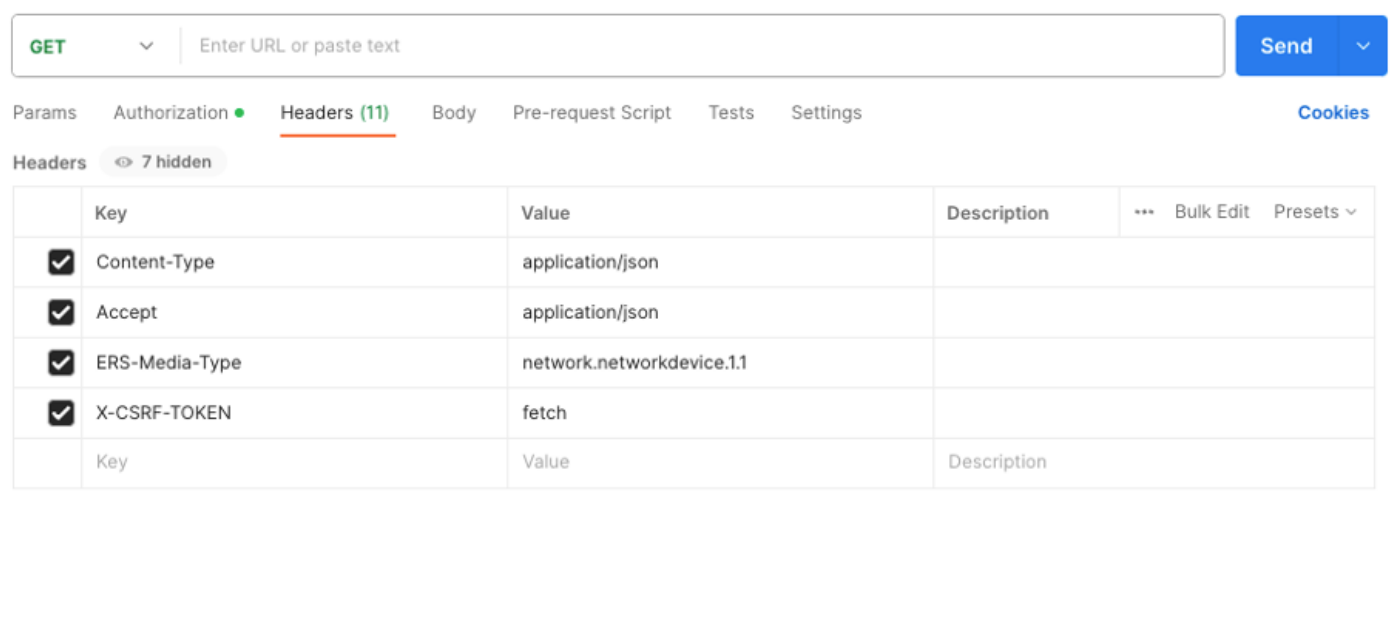 GET Enter URL or paste text Send
Params Authorization Headers (11) Body Pre-request Script Tests Settings Cookies
Headers 7 hidden
Key Value Description ••• Bulk Edit Presets
Content-Type application/json
Accept application/json
ERS-Media-Type network.networkdevice.1.1
X-CSRF-TOKEN fetch
Key Value Description